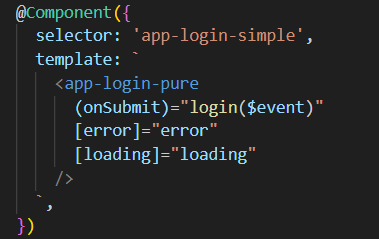 @Component({
  selector: 'app-login-simple',
  template: `
    <app-login-pure
      (onSubmit)="login($event)"
      [error]="error"
      [loading]="loading"
    />
  `,
})